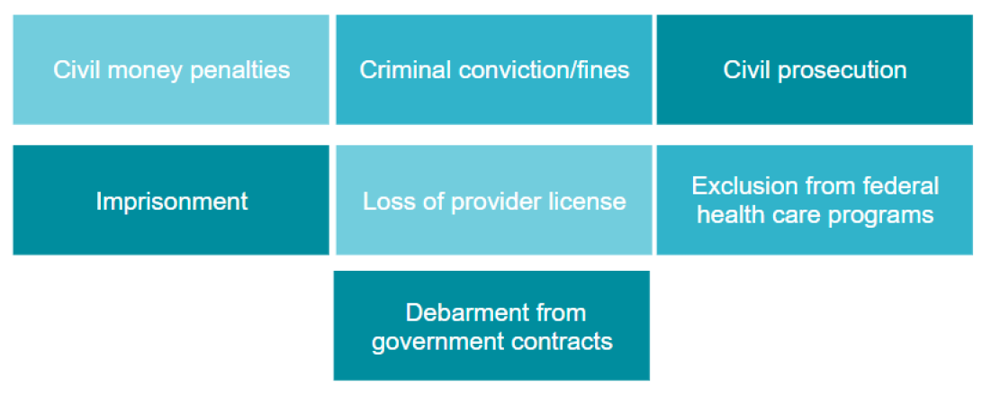 Civil money penalties
Criminal conviction/fines
Civil prosecution
Imprisonment
Loss of provider license
Exclusion from federal
health care programs
Debarment from
government contracts